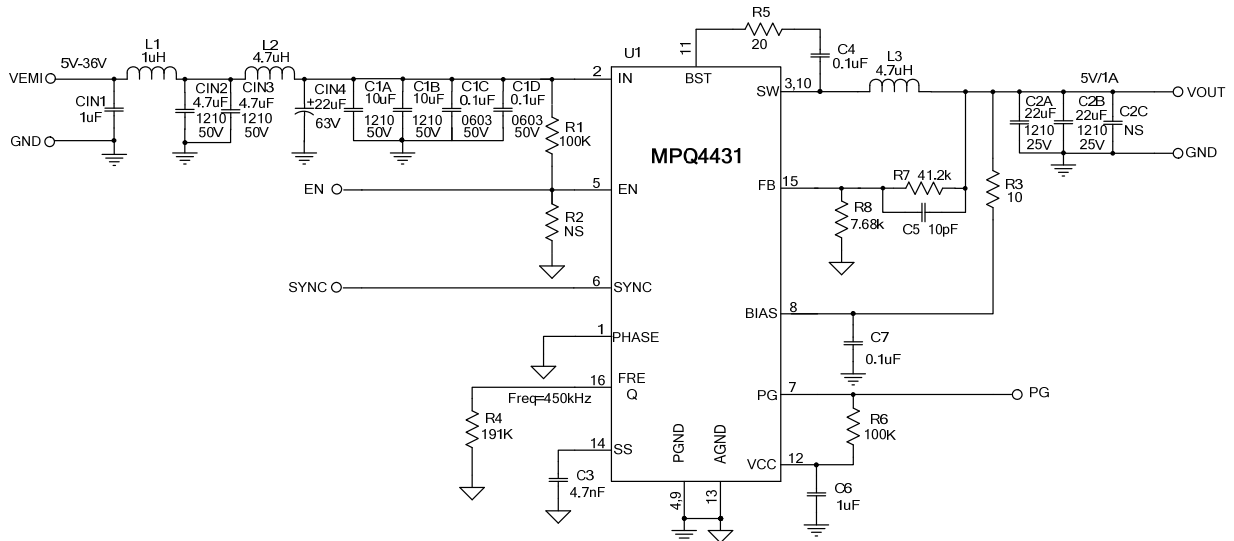 R5
20
11
U1
C4
0.1uF
L1
1uH
L2
4.7uH
L3
4.7uH
5V-36V
VEMI
2
IN
BST
SW
3,10
5V/1A
VOUT
CIN1
1uF
CIN2
4.7uF
1210
50V
CIN3
4.7uF
1210
50V
CIN4
+
22uF
63V
C1A
10uF
1210
50V
C1B
10uF
1210
50V
C1C
0.1uF
0603
50V
C1D
0.1uF
0603
50V
R1
100K
C2A
22uF
1210
25V
C2B
22uF
1210
25V
C2C
NS
GND
GND
MPQ4431
EN
5
EN
FB
15
R7 41.2k
R3
10
R2
NS
R8
7.68k
C5 10pF
SYNC
6
SYNC
BIAS
8
1
PHASE
C7
0.1uF
16
FRE
Q
Freq=450kHz
PG
7
PG
R4
191K
R6
100K
14
SS
PGND
AGND
VCC
12
C3
4.7nF
4,9
13
C6
1uF